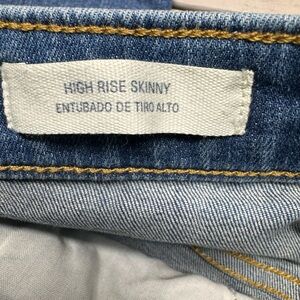 HIGH RISE SKINNY
ENTUBADO DE TIRO ALTO